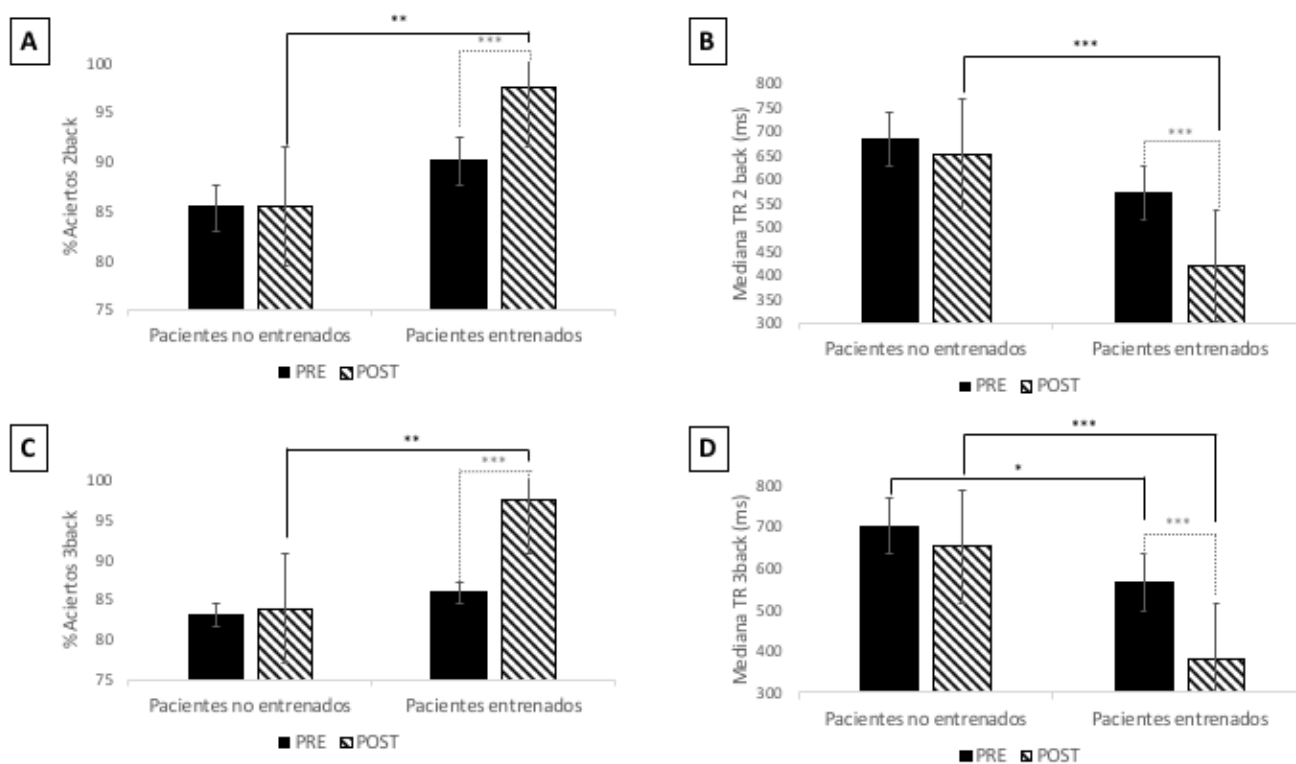 A
**
***
%Aciertos 2back
100
95
90
85
80
75
Pacientes no entrenados
Pacientes entrenados
PRE POST
B
***
***
Mediana TR 2 back (ms)
800
750
700
650
600
550
500
450
400
350
300
Pacientes no entrenados
Pacientes entrenados
PRE POST
C
**
***
%Aciertos 3back
100
95
90
85
80
75
Pacientes no entrenados
Pacientes entrenados
PRE POST
D
***
*
***
Mediana TR 3back (ms)
800
700
600
500
400
300
Pacientes no entrenados
Pacientes entrenados
PRE POST